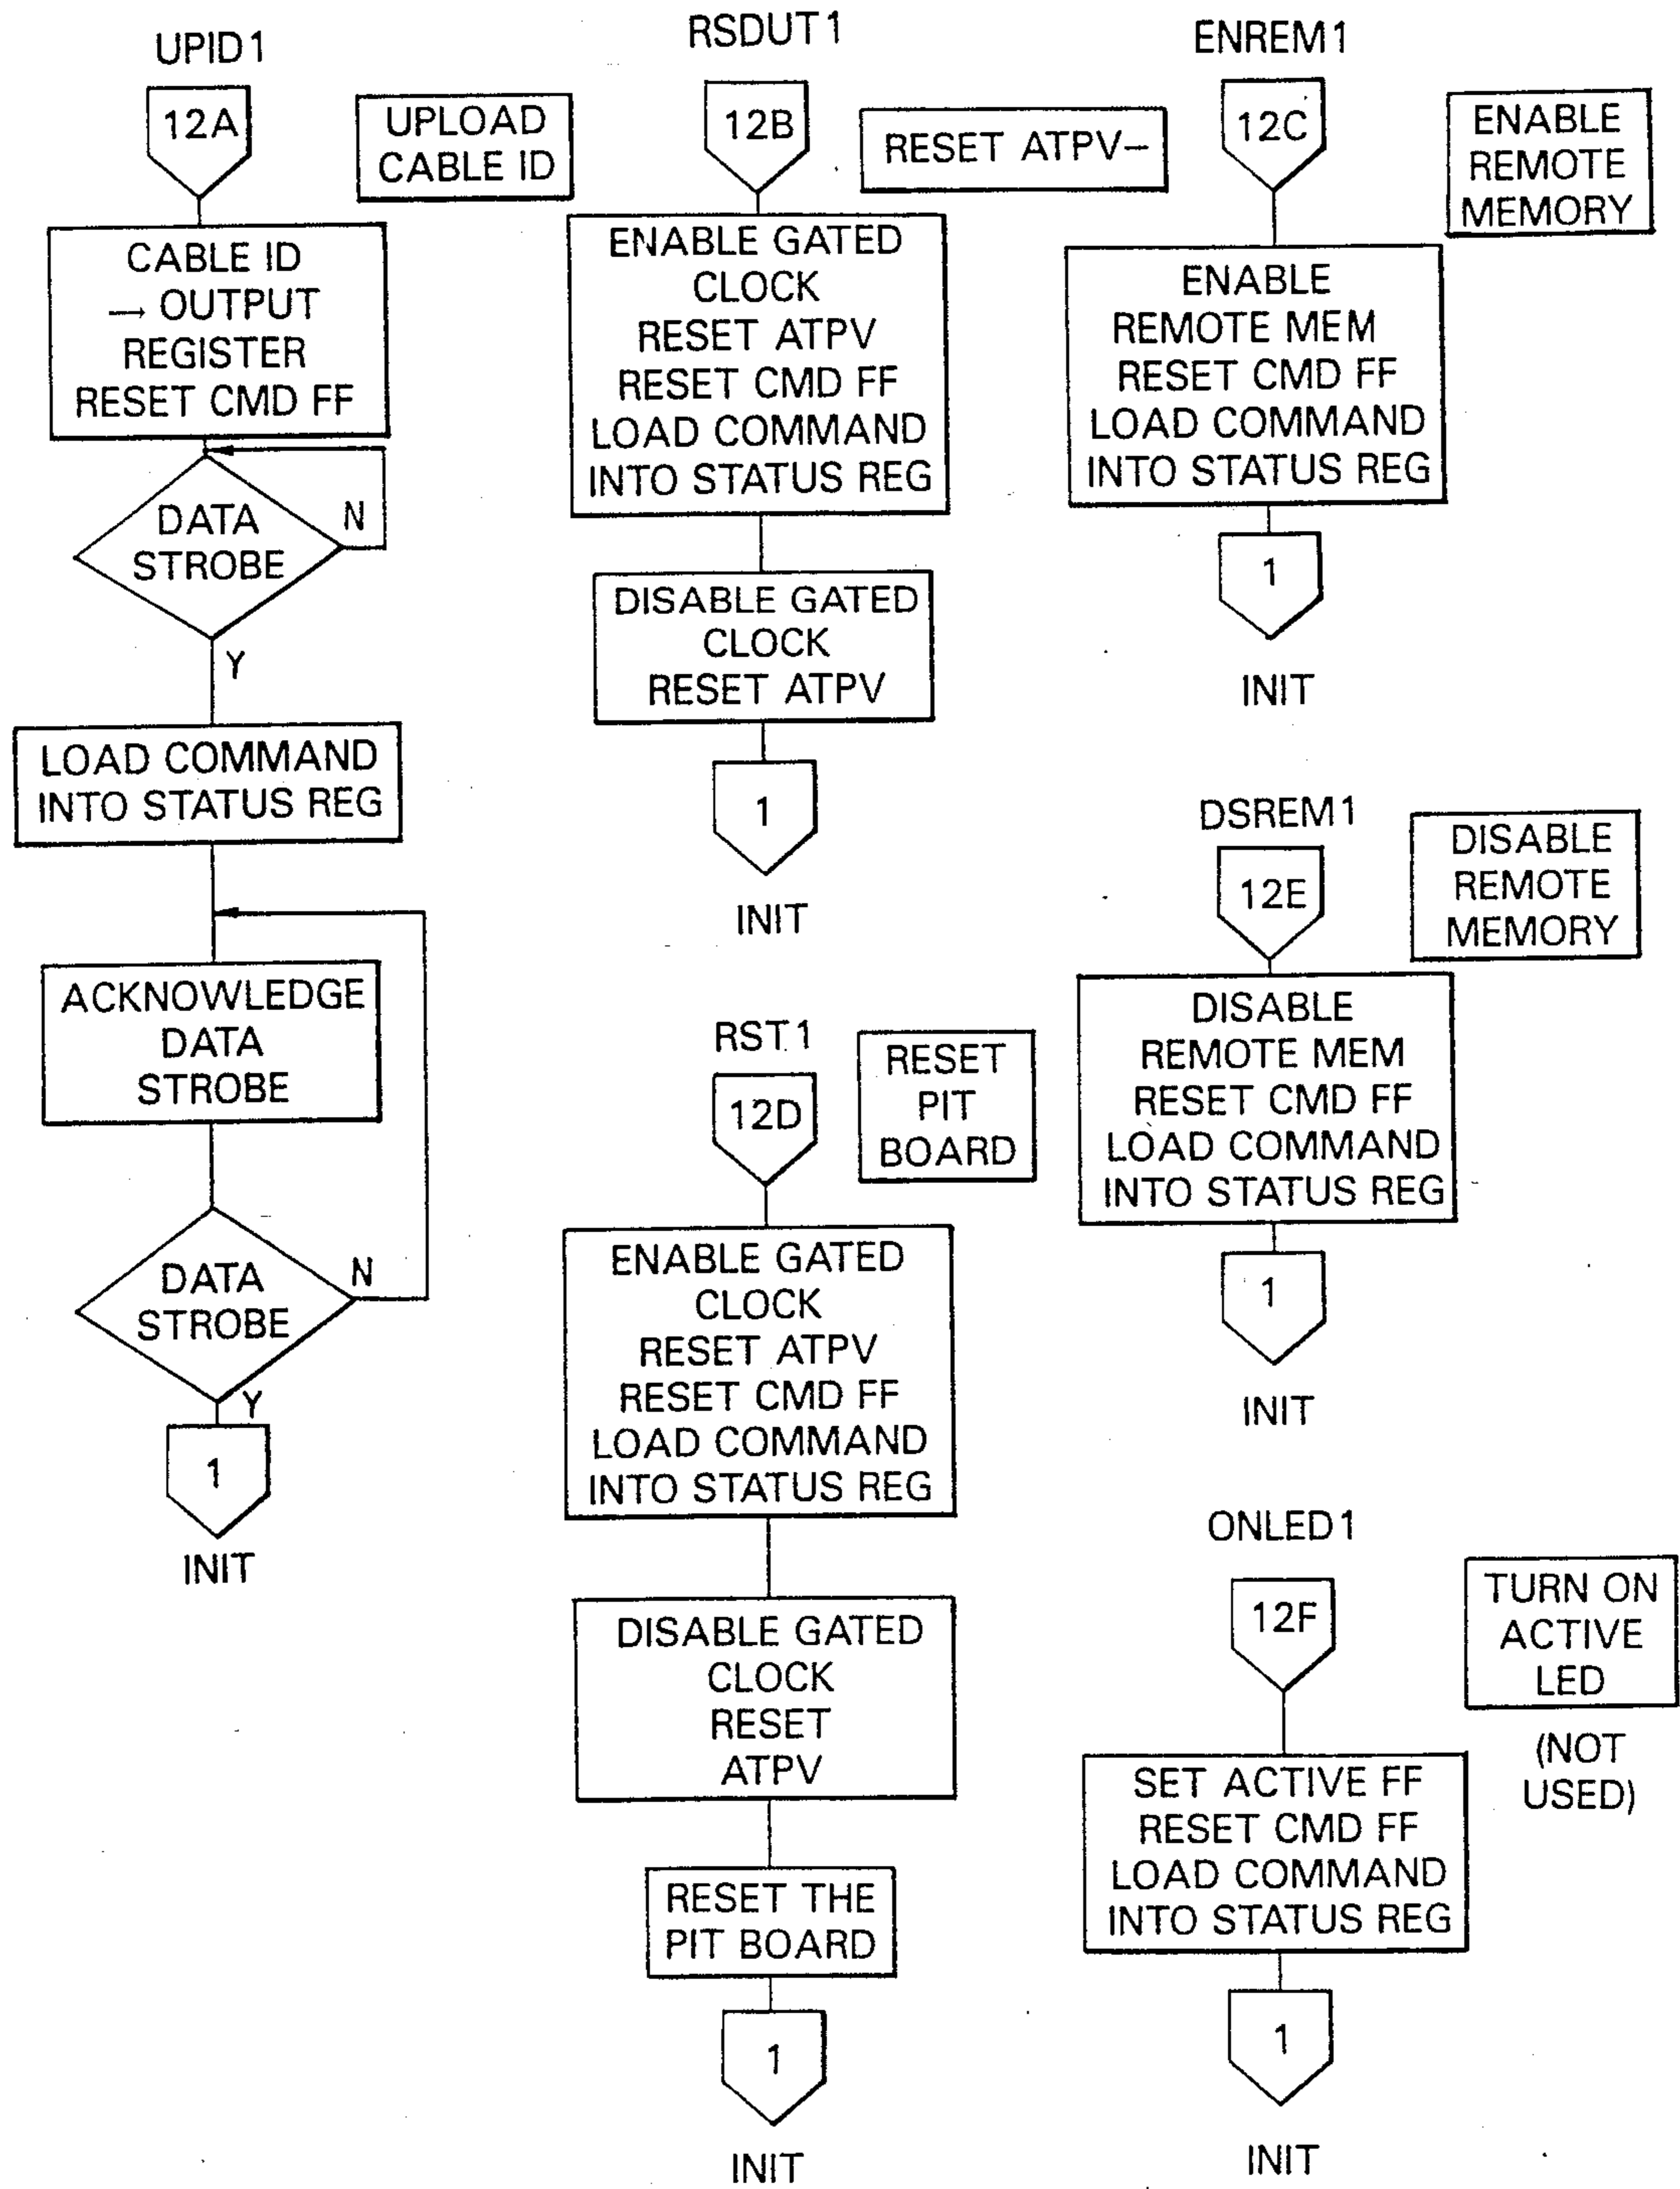 UPID1
12A
UPLOAD
CABLE ID
CABLE ID
→ OUTPUT
REGISTER
RESET CMD FF
DATA
STROBE
N
Y
LOAD COMMAND
INTO STATUS REG
ACKNOWLEDGE
DATA
STROBE
DATA
STROBE
N
Y
1
INIT
RSDUT1
12B
RESET ATPV–
ENABLE GATED
CLOCK
RESET ATPV
RESET CMD FF
LOAD COMMAND
INTO STATUS REG
DISABLE GATED
CLOCK
RESET ATPV
1
INIT
RST1
12D
RESET
PIT
BOARD
ENABLE GATED
CLOCK
RESET ATPV
RESET CMD FF
LOAD COMMAND
INTO STATUS REG
DISABLE GATED
CLOCK
RESET
ATPV
RESET THE
PIT BOARD
1
INIT
ENREM1
12C
ENABLE
REMOTE
MEMORY
ENABLE
REMOTE MEM
RESET CMD FF
LOAD COMMAND
INTO STATUS REG
1
INIT
DSREM1
12E
DISABLE
REMOTE
MEMORY
DISABLE
REMOTE MEM
RESET CMD FF
LOAD COMMAND
INTO STATUS REG
1
INIT
ONLED1
12F
TURN ON
ACTIVE
LED
(NOT
USED)
SET ACTIVE FF
RESET CMD FF
LOAD COMMAND
INTO STATUS REG
1
INIT